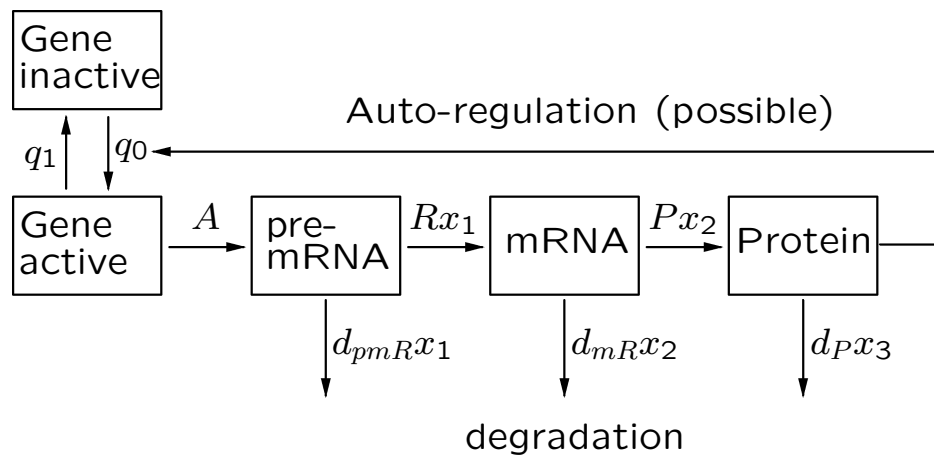 Gene
inactive
Auto-regulation (possible)
q1 q0
Gene
active
A
pre-
mRNA
Rx1
mRNA
Px2
Protein
dpmRx1
dmRx2
dPx3
degradation